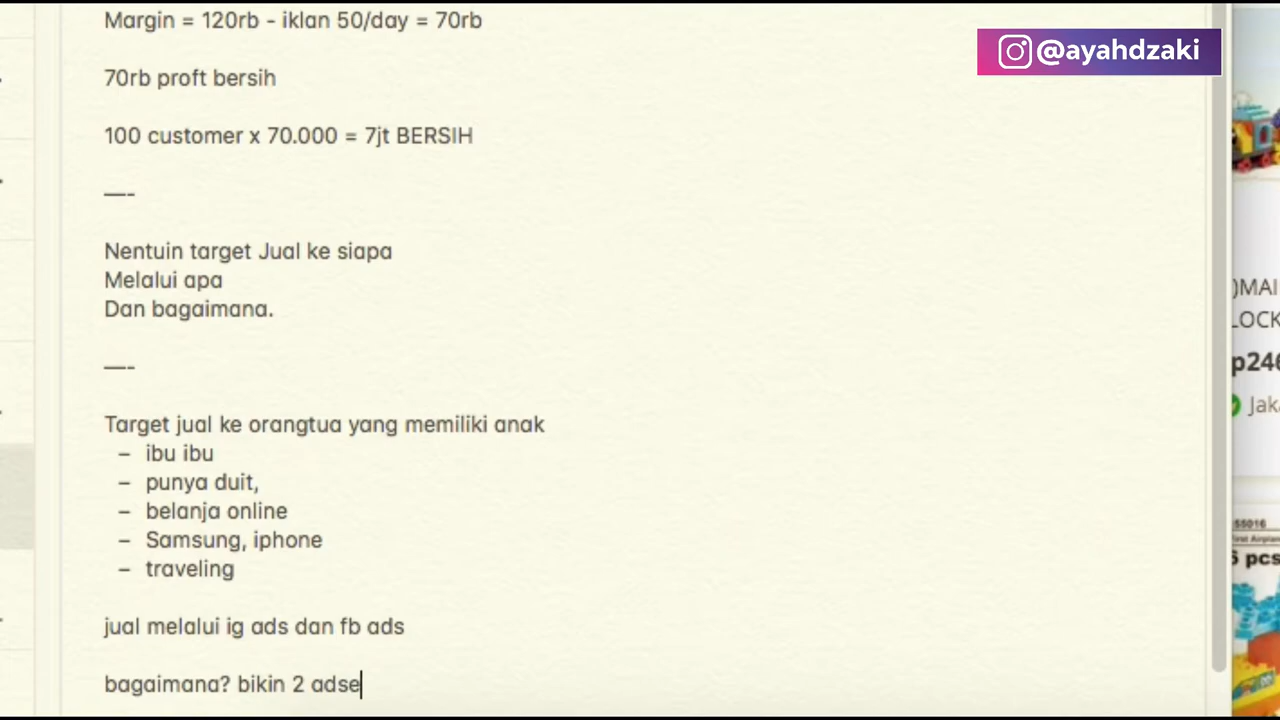 Margin = 120rb - iklan 50/day = 70rb
@ayahdzaki
70rb proft bersih
100 customer x 70.000 = 7jt BERSIH
—-
Nentuin target Jual ke siapa
Melalui apa
Dan bagaimana.
—-
Target jual ke orangtua yang memiliki anak
– ibu ibu
– punya duit,
– belanja online
– Samsung, iphone
– traveling
jual melalui ig ads dan fb ads
bagaimana? bikin 2 adse